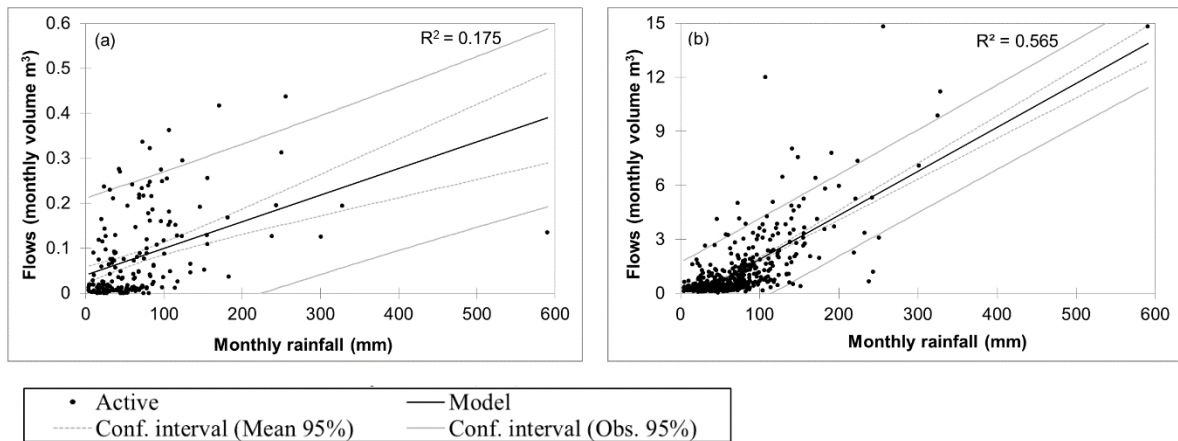 (a)
R² = 0.175
0.6
0.5
0.4
0.3
0.2
0.1
0
Flows (monthly volume m³)
0 100 200 300 400 500 600
Monthly rainfall (mm)
(b)
R² = 0.565
15
12
9
6
3
0
Flows (monthly volume m³)
0 100 200 300 400 500 600
Monthly rainfall (mm)
Active Model
Conf. interval (Mean 95%) Conf. interval (Obs. 95%)